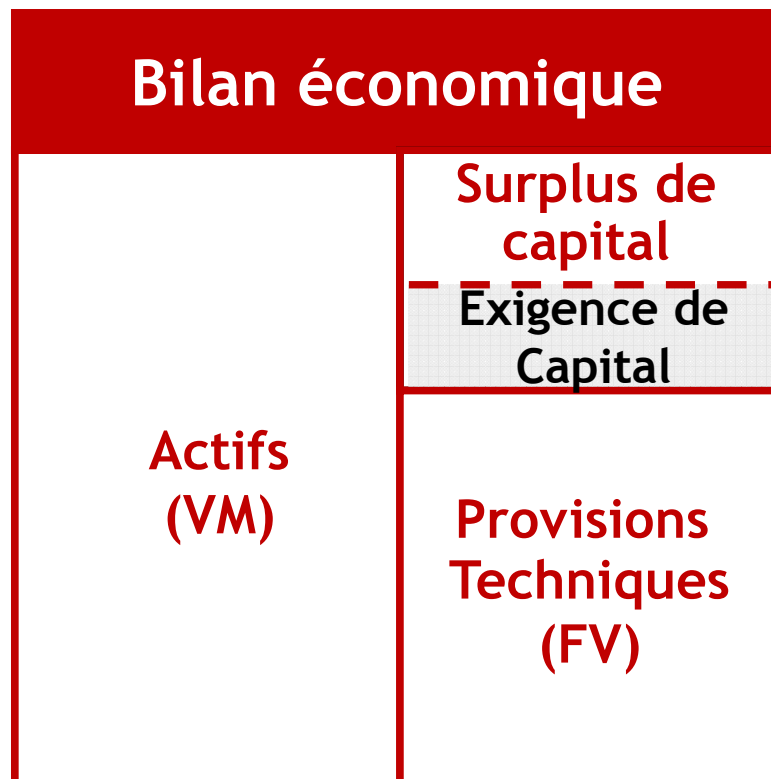 Bilan économique
Surplus de
capital
Exigence de
Capital
Actifs
(VM)
Provisions
Techniques
(FV)